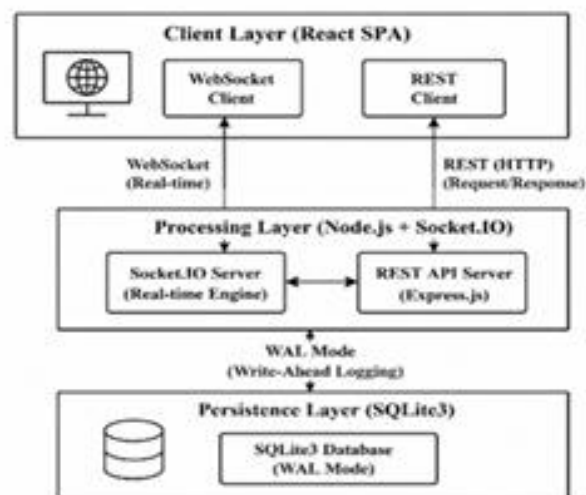 Client Layer (React SPA)
WebSocket
Client
REST
Client
WebSocket
(Real-time)
REST (HTTP)
(Request/Response)
Processing Layer (Node.js + Socket.IO)
Socket.IO Server
(Real-time Engine)
REST API Server
(Express.js)
WAL Mode
(Write-Ahead Logging)
Persistence Layer (SQLite3)
SQLite3 Database
(WAL Mode)